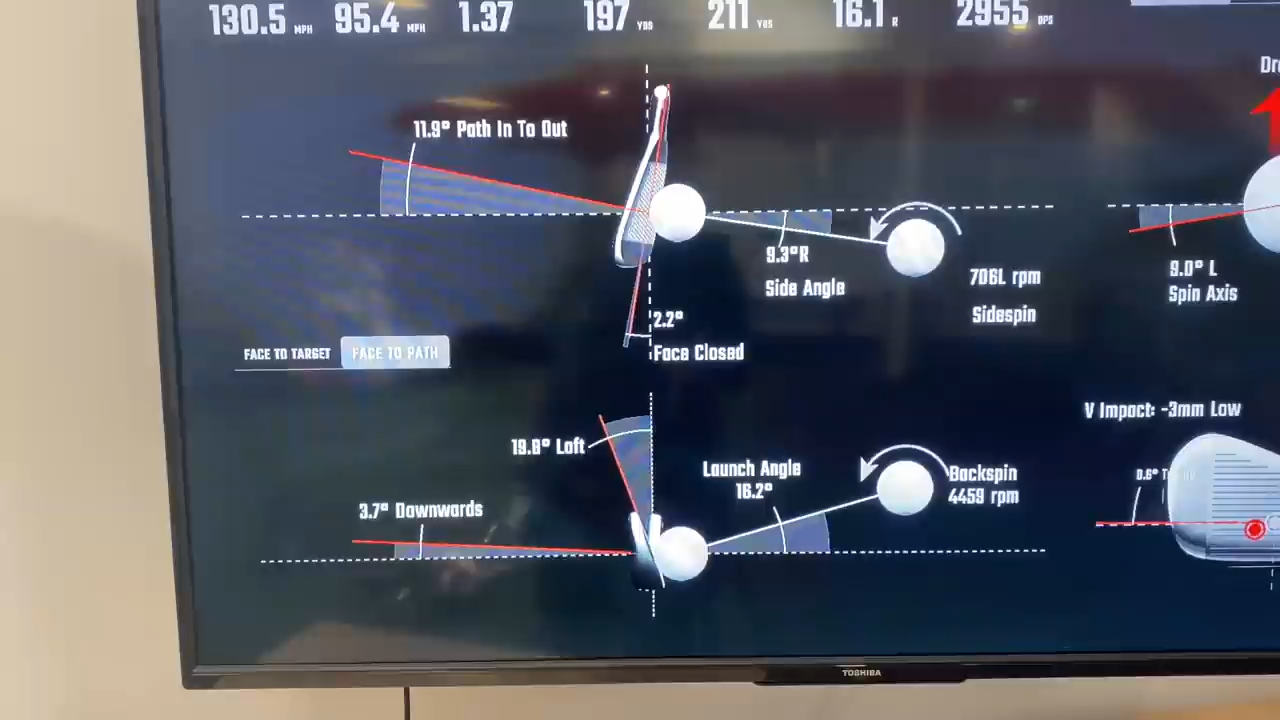 130.5 MPH 95.4 MPH 1.37 197 YDS 211 YDS 16.1 R 2955 DPS
11.9° Path In To Out
9.3°R
Side Angle
706L rpm
Sidespin
9.0° L
Spin Axis
2.2°
Face Closed
FACE TO TARGET FACE TO PATH
V Impact: -3mm Low
19.8° Loft
Launch Angle
16.2°
Backspin
4459 rpm
3.7° Downwards
0.6°
TOSHIBA